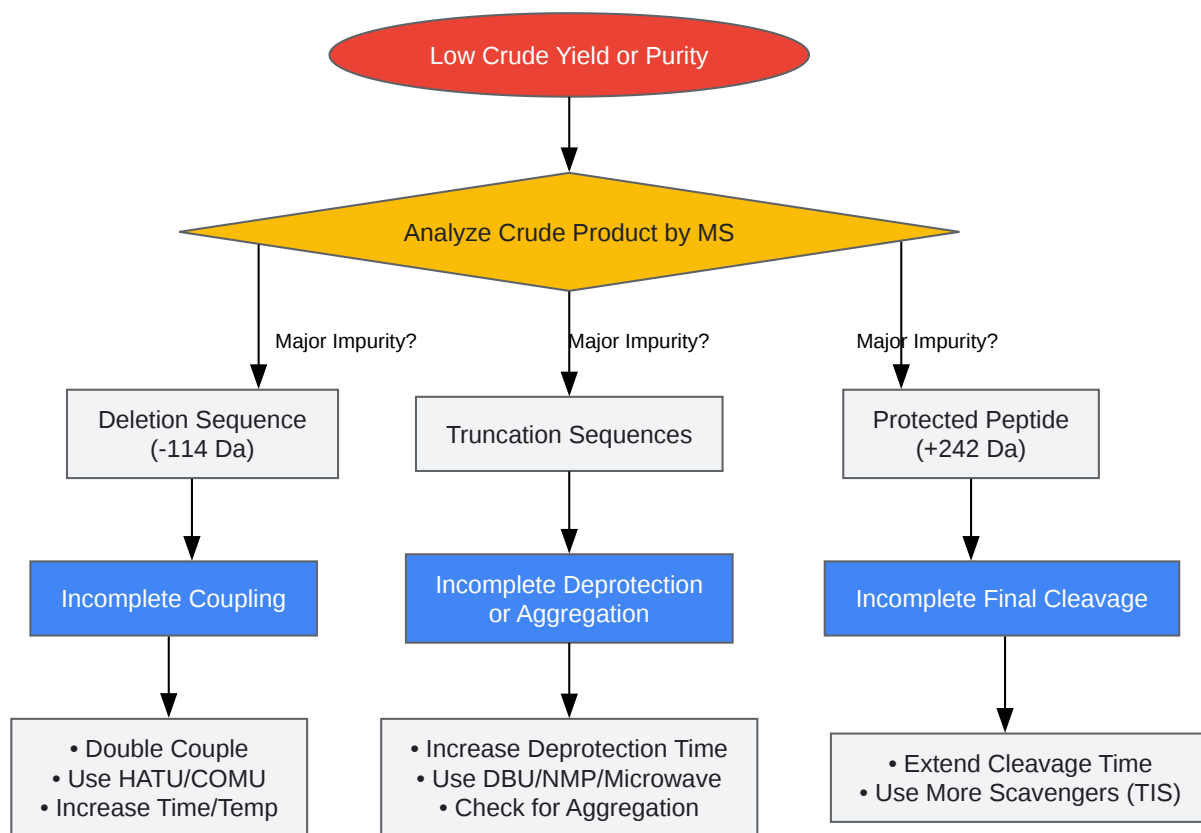 Low Crude Yield or Purity
Analyze Crude Product by MS
Major Impurity?
Major Impurity?
Major Impurity?
Deletion Sequence
(-114 Da)
Truncation Sequences
Protected Peptide
(+242 Da)
Incomplete Coupling
Incomplete Deprotection
or Aggregation
Incomplete Final Cleavage
• Double Couple
• Use HATU/COMU
• Increase Time/Temp
• Increase Deprotection Time
• Use DBU/NMP/Microwave
• Check for Aggregation
• Extend Cleavage Time
• Use More Scavengers (TIS)